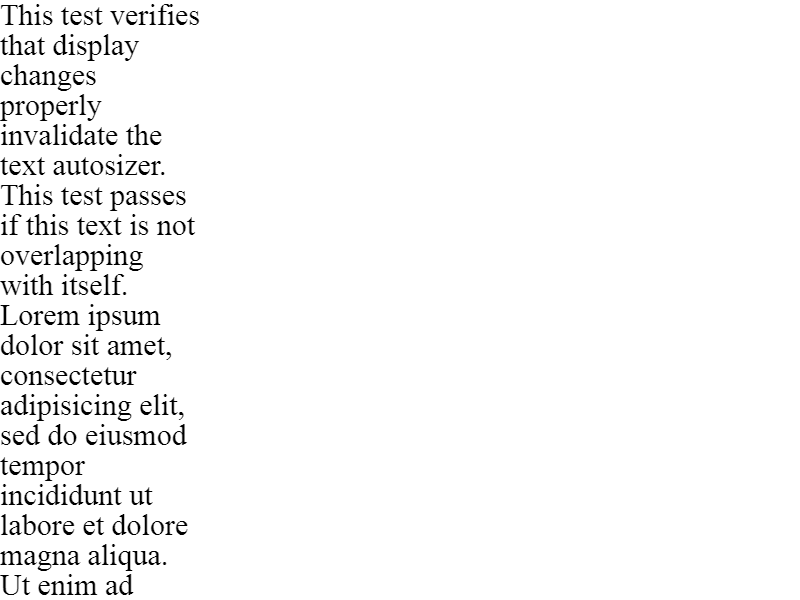 This test verifies
that display
changes
properly
invalidate the
text autosizer.
This test passes
if this text is not
overlapping
with itself.
Lorem ipsum
dolor sit amet,
consectetur
adipisicing elit,
sed do eiusmod
tempor
incididunt ut
labore et dolore
magna aliqua.
Ut enim ad